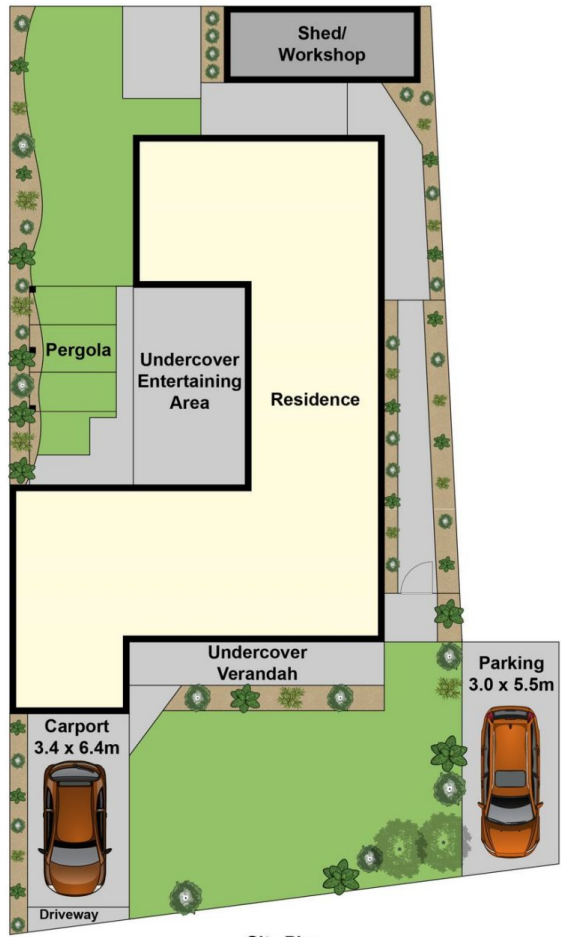 Shed/
Workshop
Pergola
Undercover
Entertaining
Area
Residence
Undercover
Verandah
Parking
3.0 x 5.5m
Carport
3.4 x 6.4m
Driveway